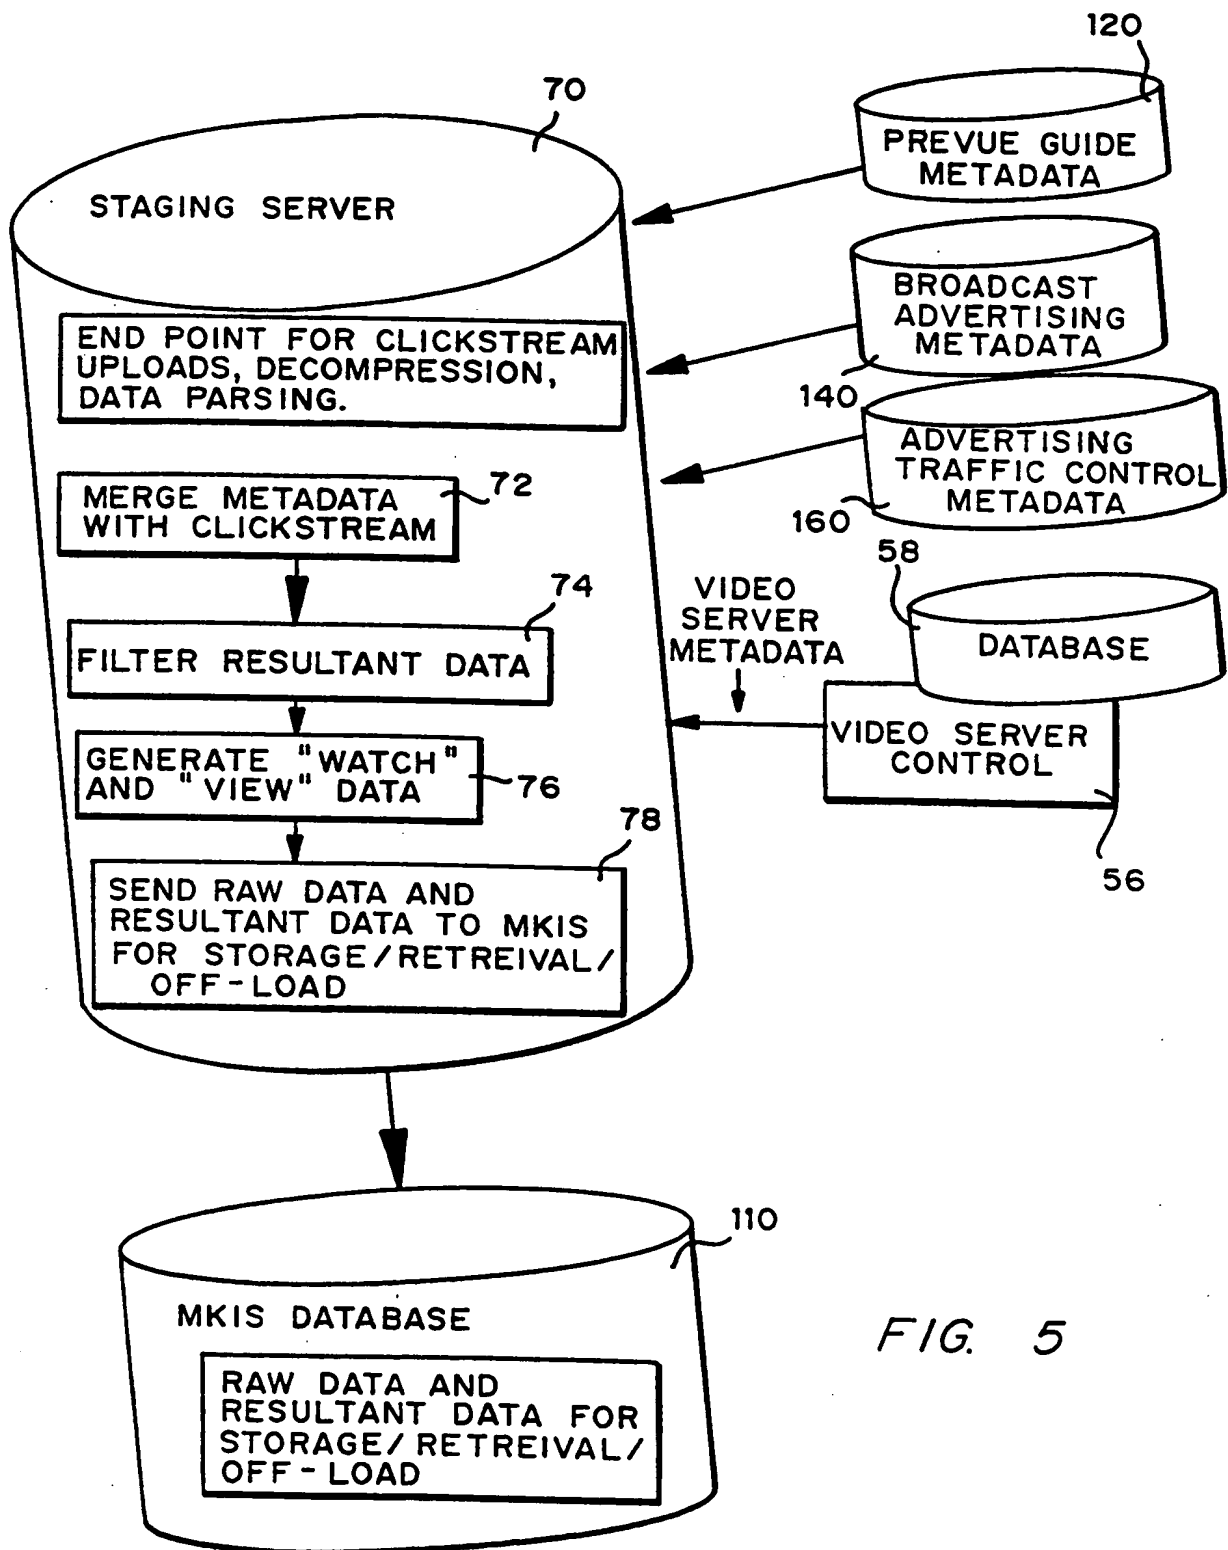 120
70
PREVUE GUIDE
METADATA
STAGING SERVER
BROADCAST
ADVERTISING
METADATA
140
END POINT FOR CLICKSTREAM
UPLOADS, DECOMPRESSION,
DATA PARSING.
ADVERTISING
TRAFFIC CONTROL
METADATA
160
MERGE METADATA
WITH CLICKSTREAM
72
58
DATABASE
VIDEO
SERVER
METADATA
74
FILTER RESULTANT DATA
VIDEO SERVER
CONTROL
56
GENERATE "WATCH"
AND "VIEW" DATA
76
78
SEND RAW DATA AND
RESULTANT DATA TO MKIS
FOR STORAGE/RETREIVAL/
OFF-LOAD
110
MKIS DATABASE
RAW DATA AND
RESULTANT DATA FOR
STORAGE/RETREIVAL/
OFF-LOAD
FIG. 5